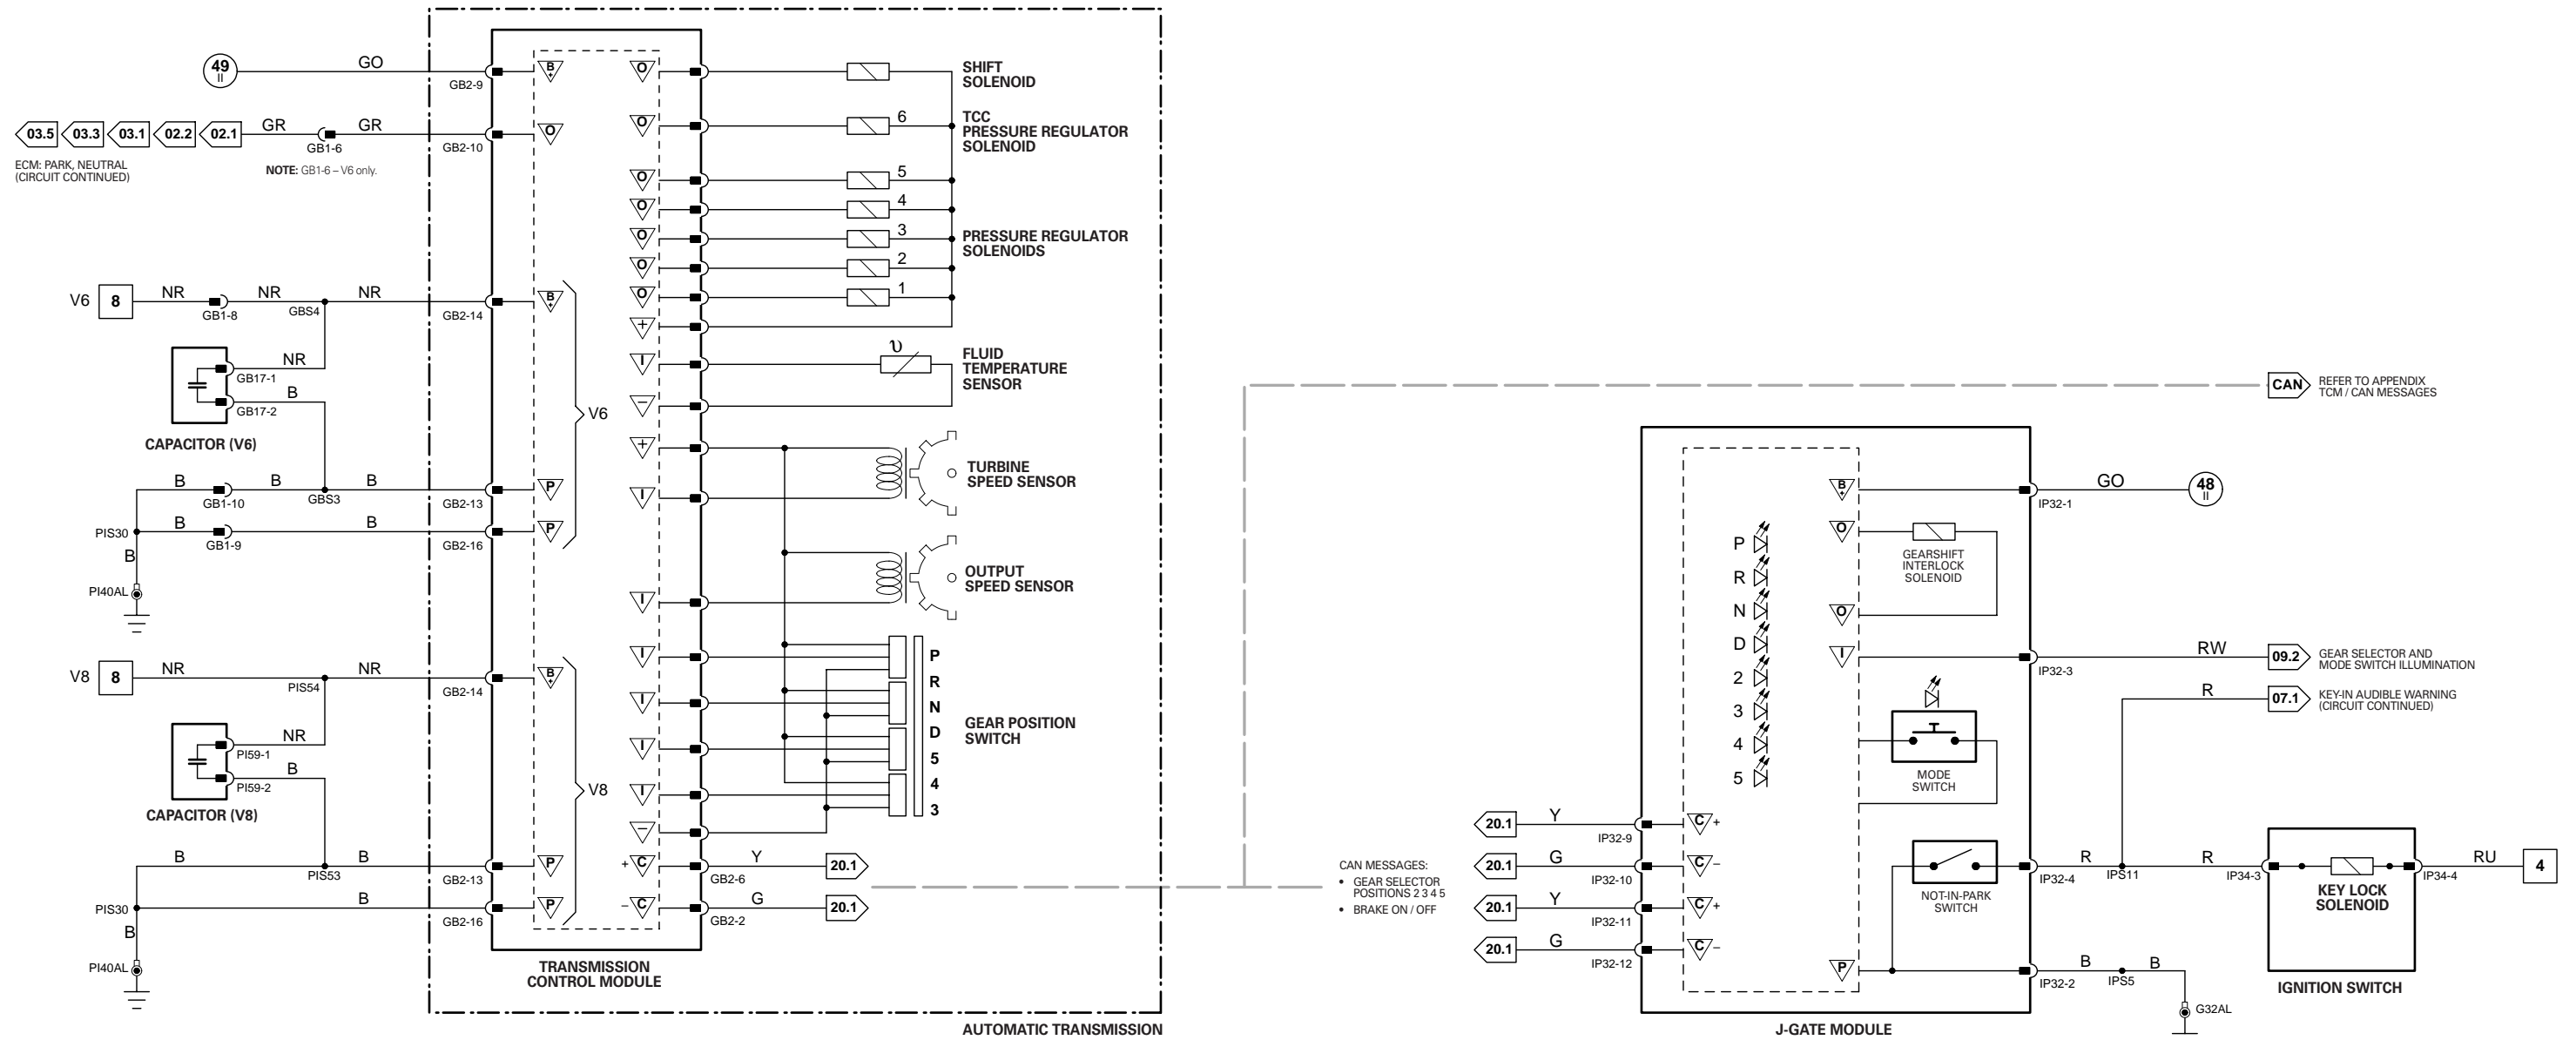 49
II
GO
GB2-9
03.5
03.3
03.1
02.2
02.1
GR
GR
GB1-6
GB2-10
ECM: PARK, NEUTRAL
(CIRCUIT CONTINUED)
NOTE: GB1-6 – V6 only.
V6
8
NR
NR
NR
GB1-8
GBS4
GB2-14
NR
GB17-1
B
GB17-2
CAPACITOR (V6)
B
B
B
GB1-10
GBS3
GB2-13
PIS30
B
B
GB1-9
GB2-16
B
PI40AL
V8
8
NR
NR
PIS54
GB2-14
NR
PI59-1
B
PI59-2
CAPACITOR (V8)
B
B
PIS53
GB2-13
PIS30
B
GB2-16
B
PI40AL
B
+
O
B
+
P
P
V6
B
+
P
P
V8
O
O
O
O
O
O
O
+
I
–
+
I
I
I
I
I
I
–
+ C
– C
TRANSMISSION
CONTROL MODULE
SHIFT
SOLENOID
6
TCC
PRESSURE REGULATOR
SOLENOID
5
4
3
2
1
PRESSURE REGULATOR
SOLENOIDS
υ
FLUID
TEMPERATURE
SENSOR
TURBINE
SPEED SENSOR
OUTPUT
SPEED SENSOR
P
R
N
D
5
4
3
GEAR POSITION
SWITCH
Y
GB2-6
20.1
G
GB2-2
20.1
AUTOMATIC TRANSMISSION
CAN
REFER TO APPENDIX
TCM / CAN MESSAGES
CAN MESSAGES:
• GEAR SELECTOR
POSITIONS 2 3 4 5
• BRAKE ON / OFF
20.1
Y
IP32-9
C +
20.1
G
IP32-10
C –
20.1
Y
IP32-11
C +
20.1
G
IP32-12
C –
P
R
N
D
2
3
4
5
B
+
IP32-1
GO
48
II
O
GEARSHIFT
INTERLOCK
SOLENOID
O
I
IP32-3
RW
09.2
GEAR SELECTOR AND
MODE SWITCH ILLUMINATION
R
07.1
KEY-IN AUDIBLE WARNING
(CIRCUIT CONTINUED)
MODE
SWITCH
NOT-IN-PARK
SWITCH
IP32-4
R
IPS11
R
IP34-3
KEY LOCK
SOLENOID
IP34-4
RU
4
P
IP32-2
B
IPS5
B
G32AL
IGNITION SWITCH
J-GATE MODULE